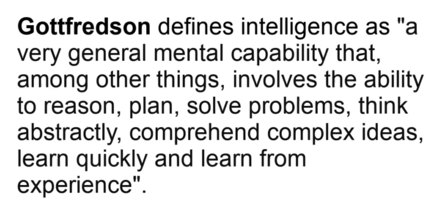 Gottfredson defines intelligence as "a
very general mental capability that,
among other things, involves the ability
to reason, plan, solve problems, think
abstractly, comprehend complex ideas,
learn quickly and learn from
experience".